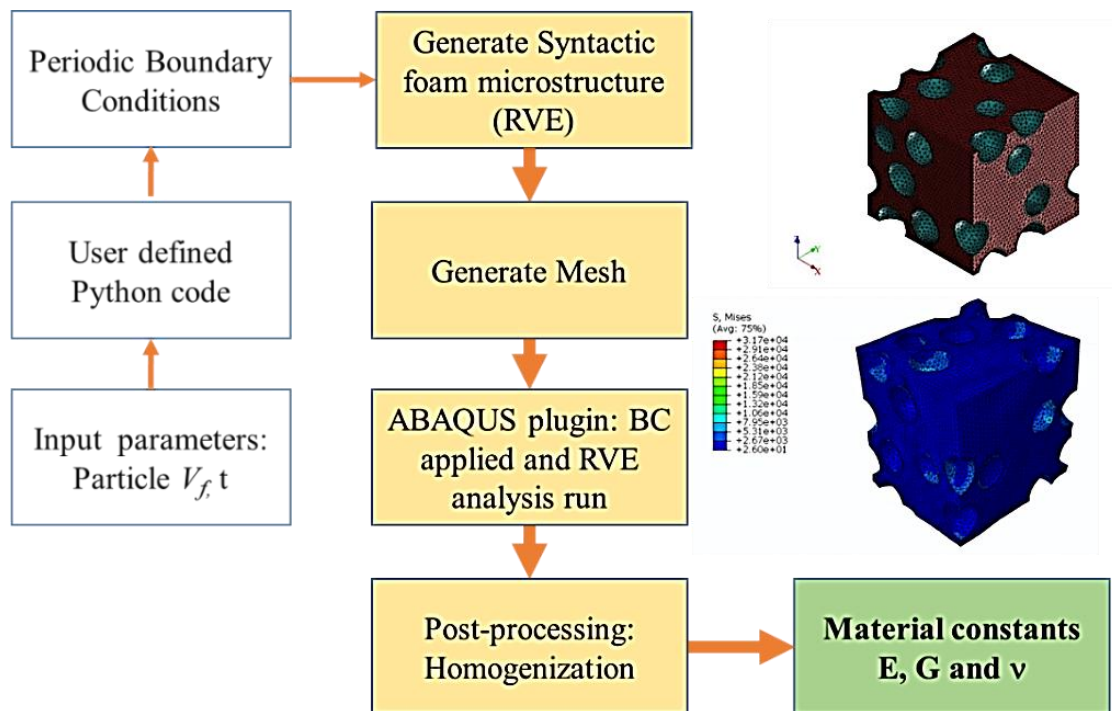 Periodic Boundary
Conditions
User defined
Python code
Input parameters:
Particle V_f, t
Generate Syntactic
foam microstructure
(RVE)
Generate Mesh
ABAQUS plugin: BC
applied and RVE
analysis run
Post-processing:
Homogenization
Material constants
E, G and ν
Z
Y
X
S, Mises
(Avg: 75%)
+3.17e+04
+2.91e+04
+2.64e+04
+2.38e+04
+2.12e+04
+1.85e+04
+1.59e+04
+1.32e+04
+1.06e+04
+7.95e+03
+5.31e+03
+2.67e+03
+2.60e+01